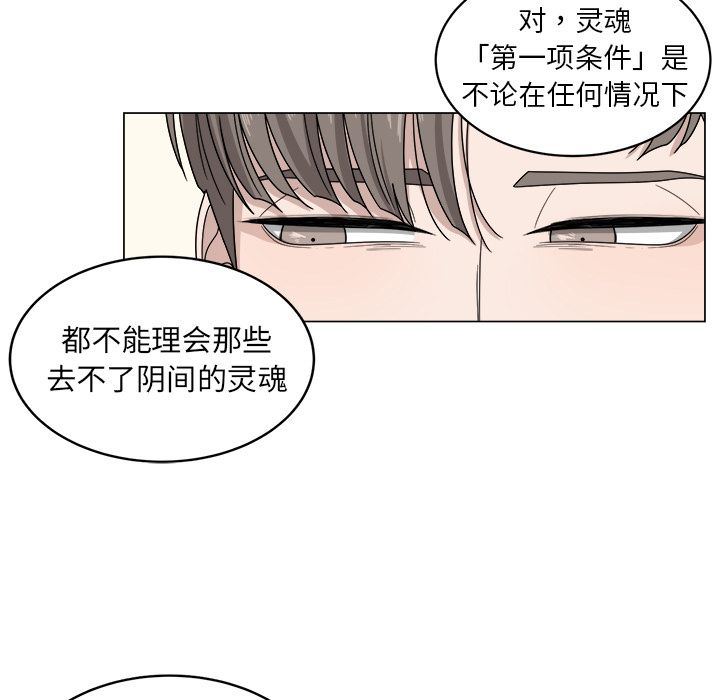 对，灵魂
「第一项条件」是
不论在任何情况下
都不能理会那些
去不了阴间的灵魂